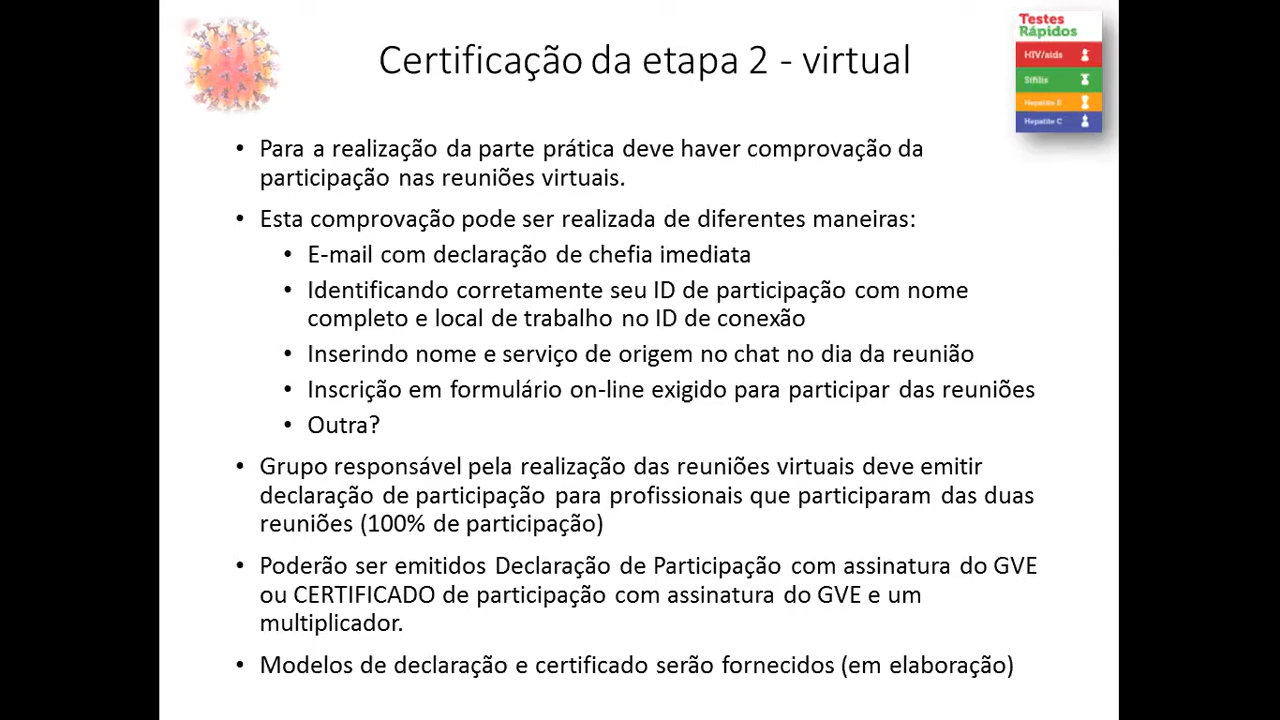 Certificação da etapa 2 - virtual
Testes
Rápidos
HIV/aids
Sífilis
Hepatite B
Hepatite C
• Para a realização da parte prática deve haver comprovação da
participação nas reuniões virtuais.
• Esta comprovação pode ser realizada de diferentes maneiras:
• E-mail com declaração de chefia imediata
• Identificando corretamente seu ID de participação com nome
completo e local de trabalho no ID de conexão
• Inserindo nome e serviço de origem no chat no dia da reunião
• Inscrição em formulário on-line exigido para participar das reuniões
• Outra?
• Grupo responsável pela realização das reuniões virtuais deve emitir
declaração de participação para profissionais que participaram das duas
reuniões (100% de participação)
• Poderão ser emitidos Declaração de Participação com assinatura do GVE
ou CERTIFICADO de participação com assinatura do GVE e um
multiplicador.
• Modelos de declaração e certificado serão fornecidos (em elaboração)